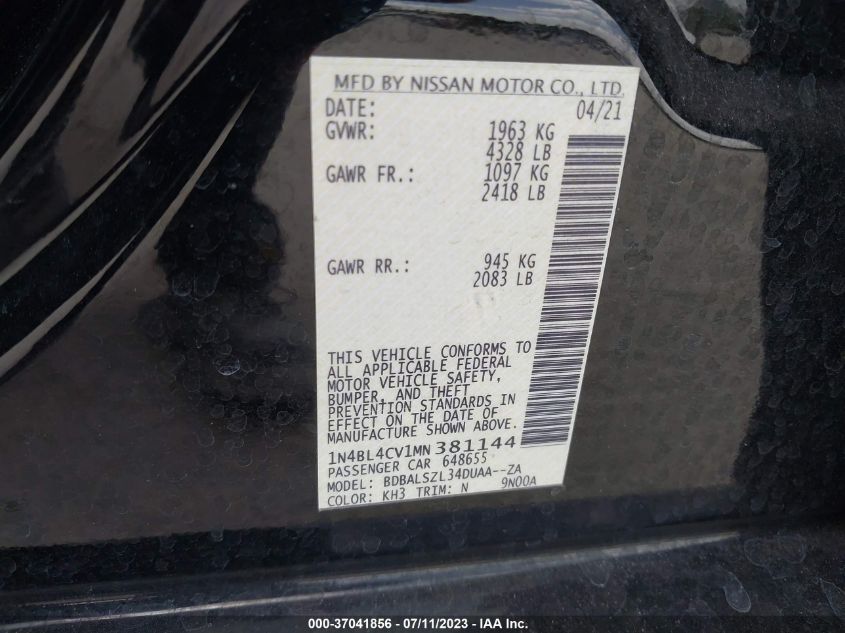 MFD BY NISSAN MOTOR CO., LTD.
DATE: 04/21
GVWR: 1963 KG
4328 LB
GAWR FR.: 1097 KG
2418 LB
GAWR RR.: 945 KG
2083 LB
THIS VEHICLE CONFORMS TO
ALL APPLICABLE FEDERAL
MOTOR VEHICLE SAFETY,
BUMPER, AND THEFT
PREVENTION STANDARDS IN
EFFECT ON THE DATE OF
MANUFACTURE SHOWN ABOVE.
1N4BL4CV1MN381144
PASSENGER CAR 648655
MODEL: BDBALSZL34DUAA--ZA
COLOR: KH3 TRIM: N 9N00A
000-37041856 - 07/11/2023 - IAA Inc.